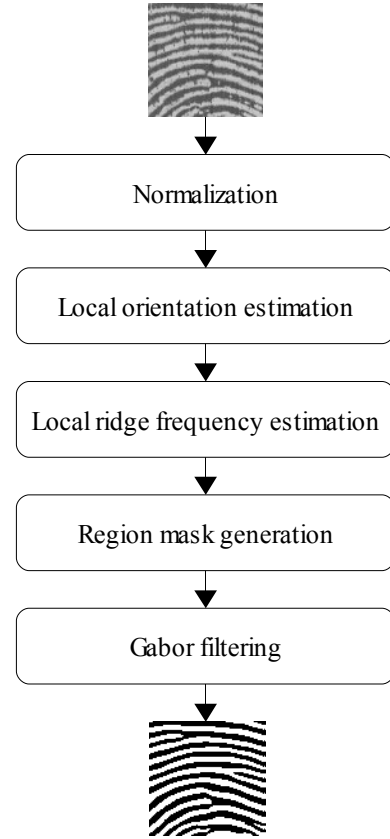 Normalization
Local orientation estimation
Local ridge frequency estimation
Region mask generation
Gabor filtering